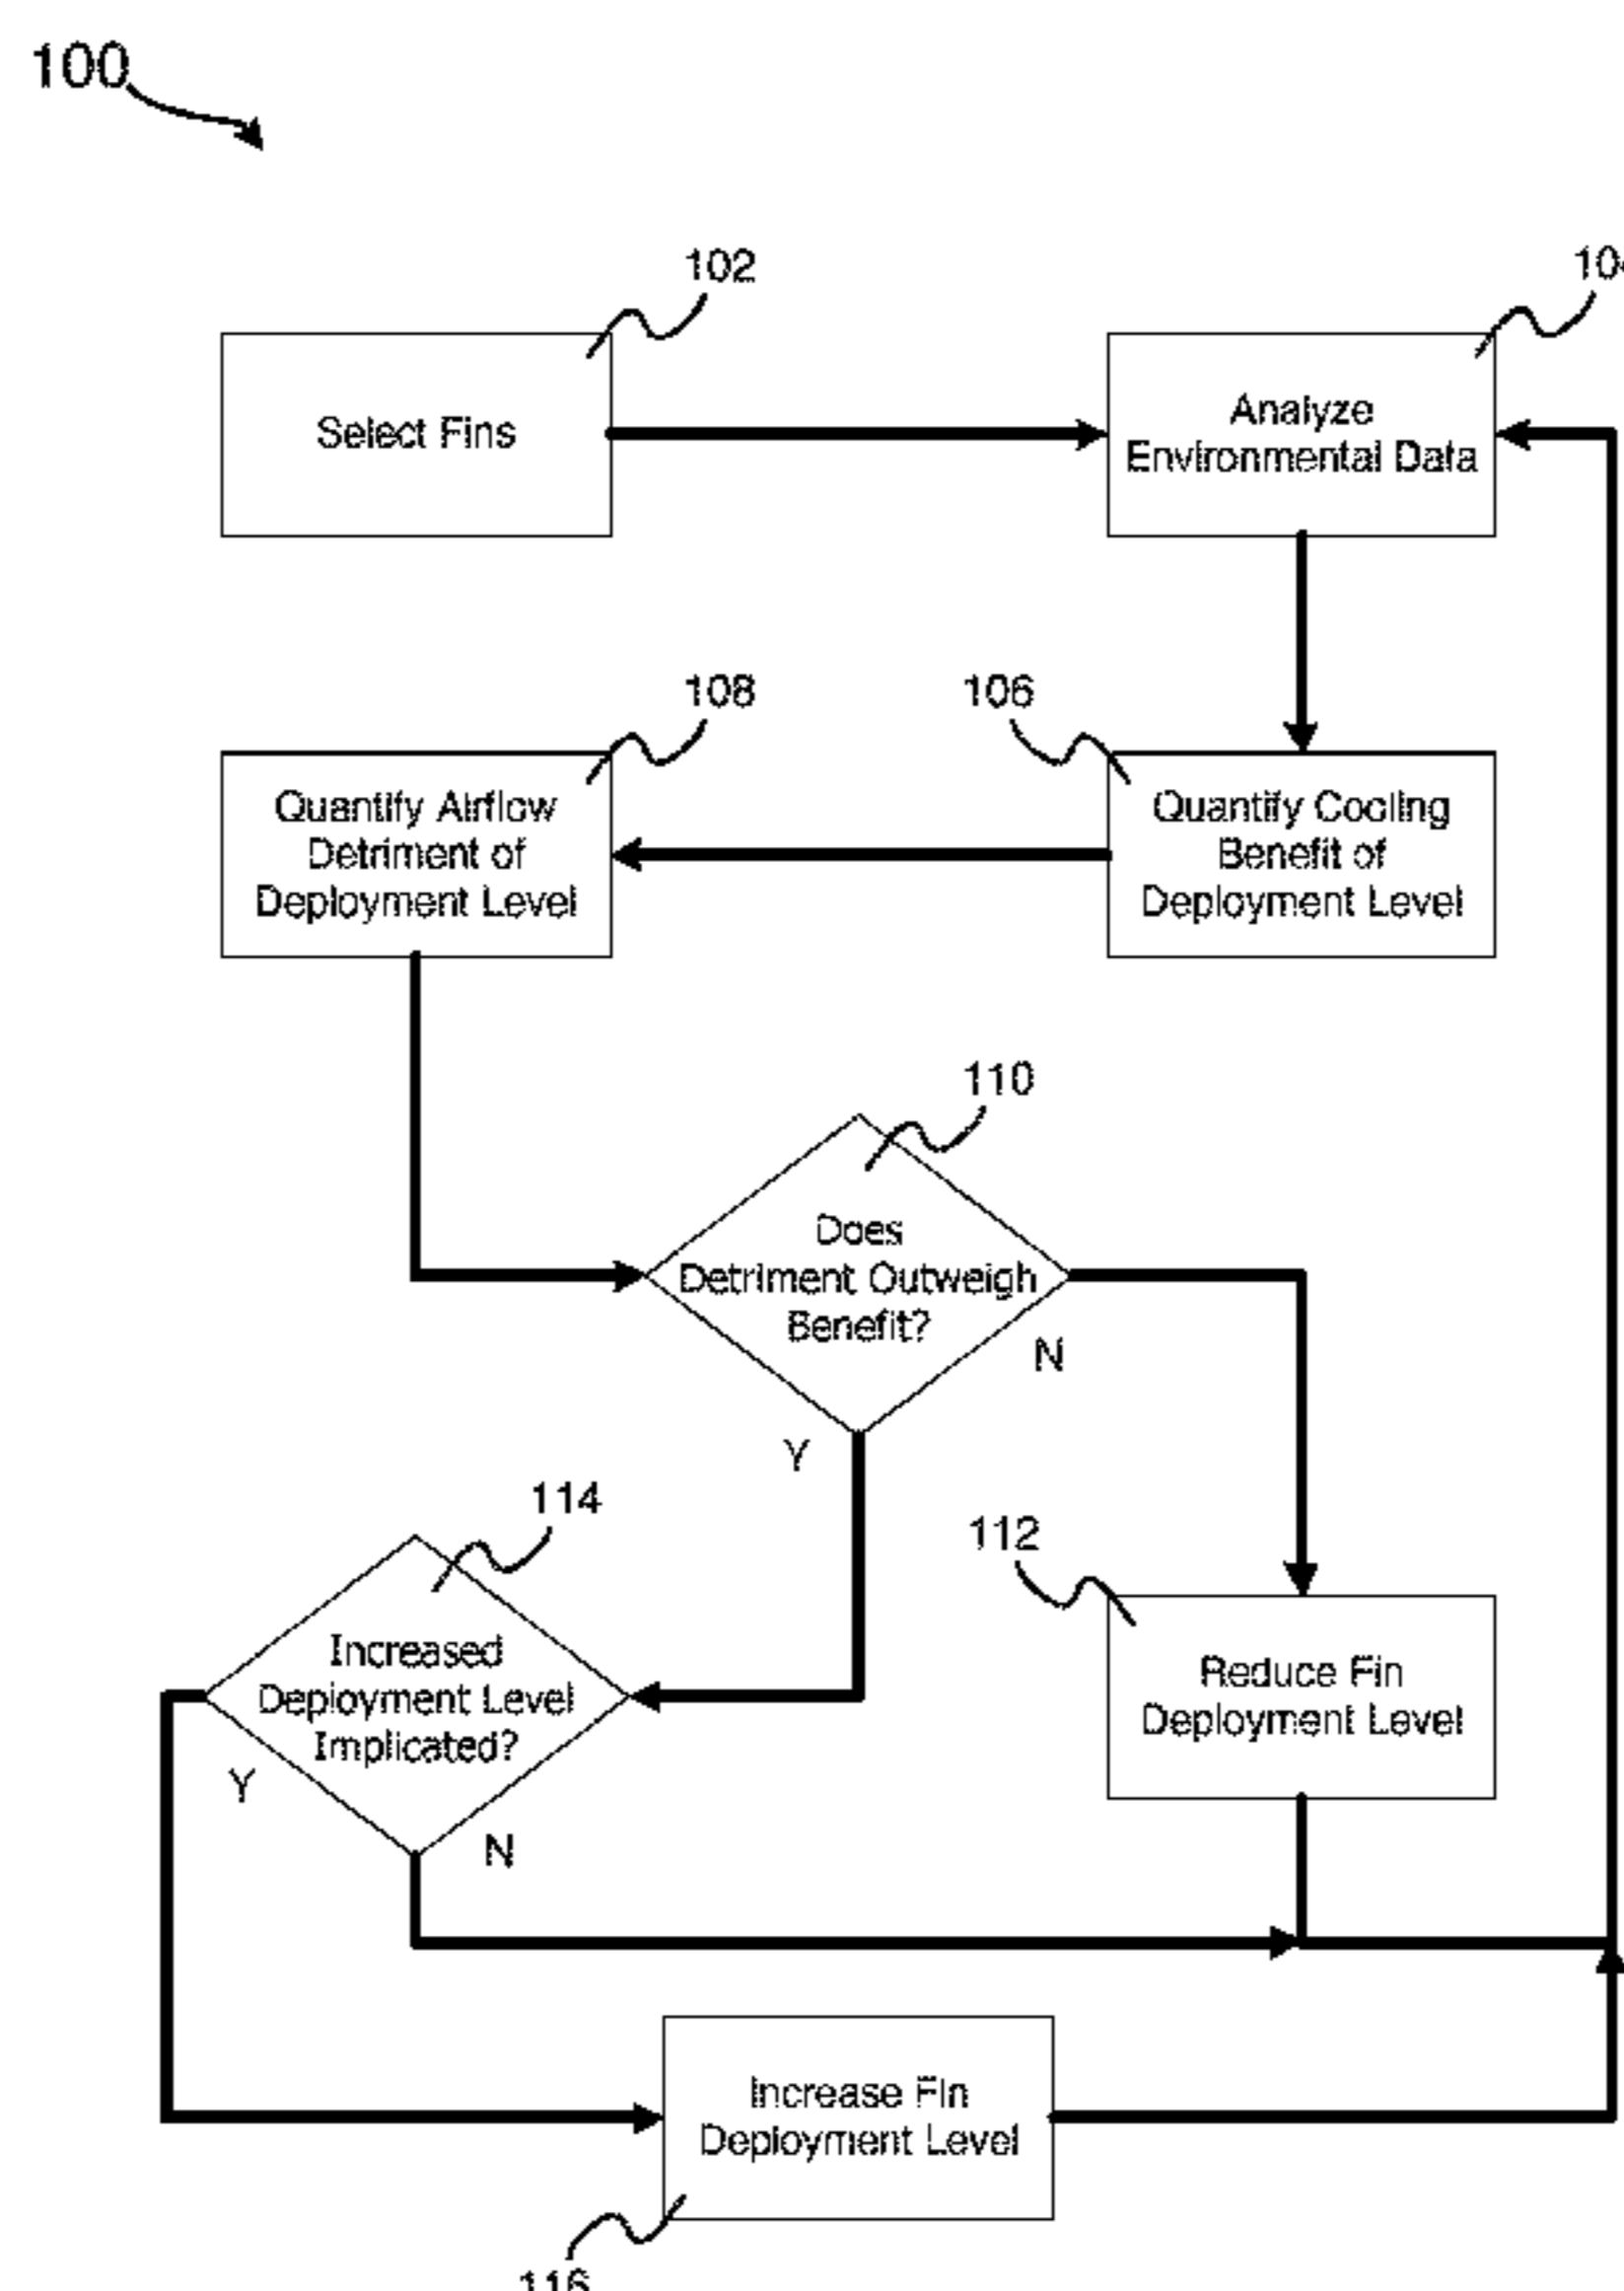 100
102
104
Select Fins
Analyze
Environmental Data
108
106
Quantify Airflow
Detriment of
Deployment Level
Quantify Cooling
Benefit of
Deployment Level
110
Does
Detriment Outweigh
Benefit?
N
Y
114
112
Increased
Deployment Level
Implicated?
Reduce Fin
Deployment Level
Y
N
Increase Fin
Deployment Level
116